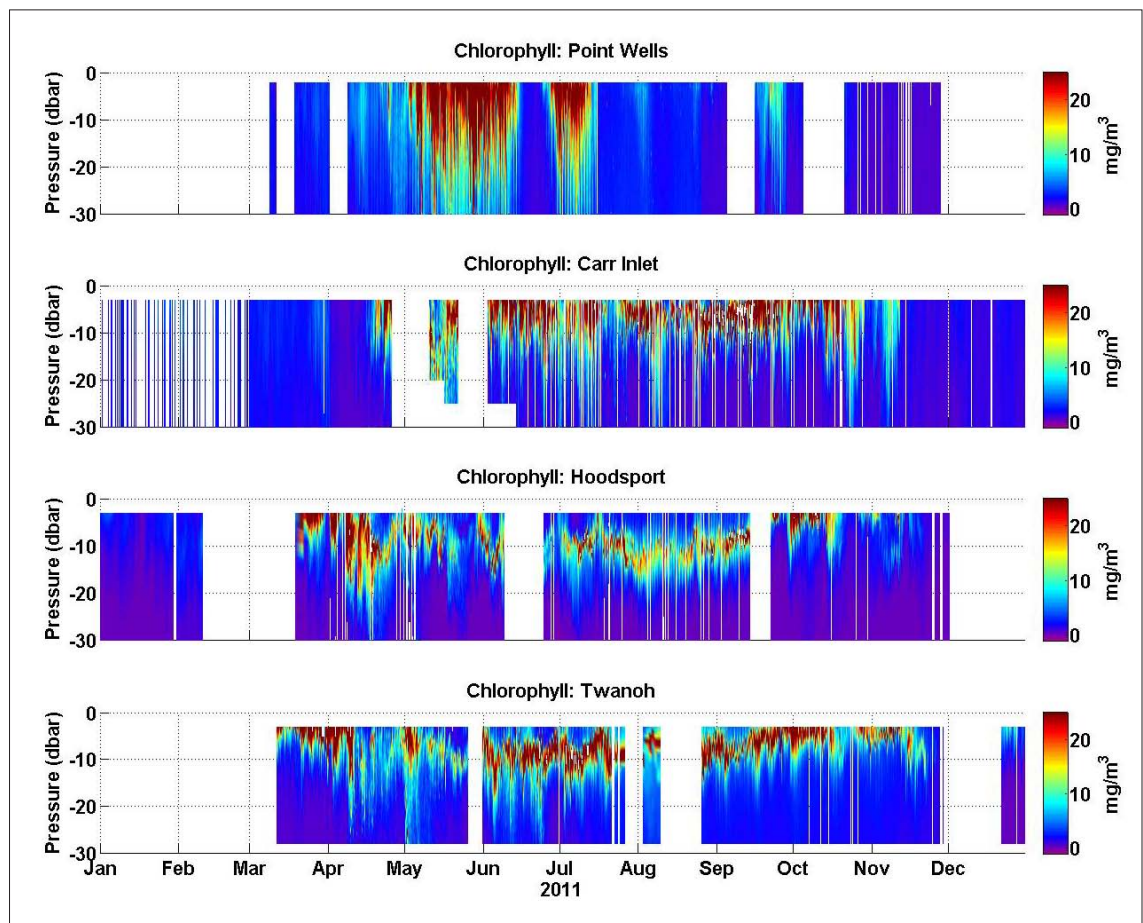 Chlorophyll: Point Wells
Pressure (dbar)
0
-10
-20
-30
20
10
0
mg/m³
Chlorophyll: Carr Inlet
Pressure (dbar)
0
-10
-20
-30
20
10
0
mg/m³
Chlorophyll: Hoodsport
Pressure (dbar)
0
-10
-20
-30
20
10
0
mg/m³
Chlorophyll: Twanoh
Pressure (dbar)
0
-10
-20
-30
20
10
0
mg/m³
Jan Feb Mar Apr May Jun Jul Aug Sep Oct Nov Dec
2011